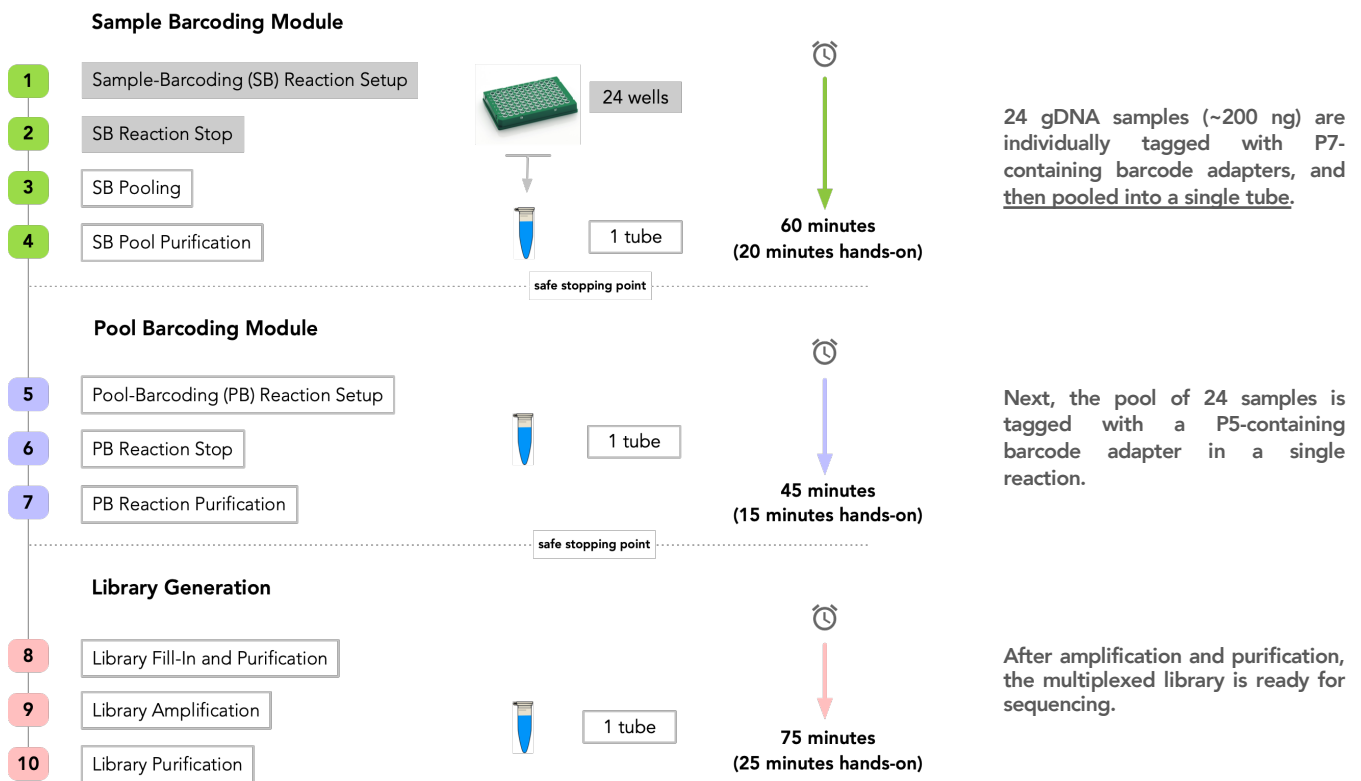 Sample Barcoding Module
1
Sample-Barcoding (SB) Reaction Setup
24 wells
2
SB Reaction Stop
3
SB Pooling
4
SB Pool Purification
1 tube
60 minutes
(20 minutes hands-on)
24 gDNA samples (~200 ng) are
individually tagged with P7-
containing barcode adapters, and
then pooled into a single tube.
safe stopping point
Pool Barcoding Module
5
Pool-Barcoding (PB) Reaction Setup
6
PB Reaction Stop
1 tube
7
PB Reaction Purification
45 minutes
(15 minutes hands-on)
Next, the pool of 24 samples is
tagged with a P5-containing
barcode adapter in a single
reaction.
safe stopping point
Library Generation
8
Library Fill-In and Purification
9
Library Amplification
1 tube
10
Library Purification
75 minutes
(25 minutes hands-on)
After amplification and purification,
the multiplexed library is ready for
sequencing.